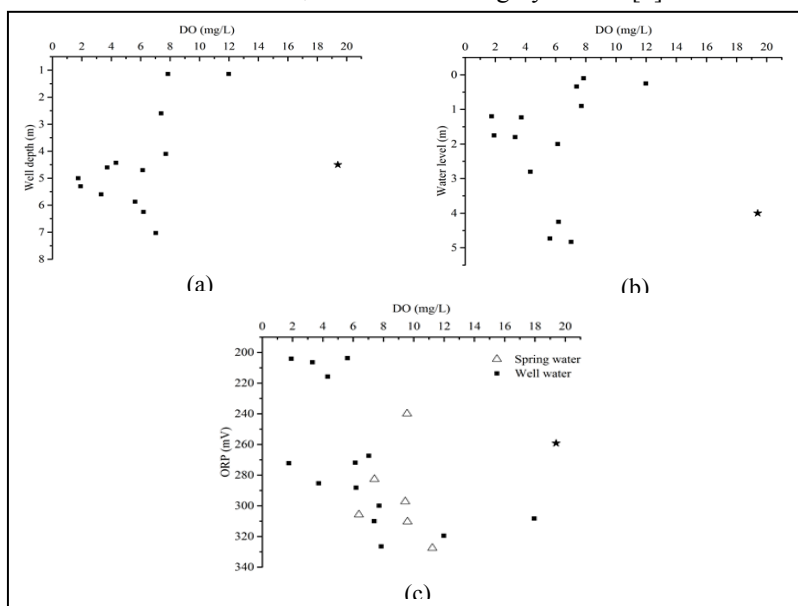 DO (mg/L)
0 2 4 6 8 10 12 14 16 18 20
1
2
3
4
5
6
7
8
Well depth (m)
(a)
DO (mg/L)
0 2 4 6 8 10 12 14 16 18 20
0
1
2
3
4
5
Water level (m)
(b)
DO (mg/L)
0 2 4 6 8 10 12 14 16 18 20
200
220
240
260
280
300
320
340
ORP (mV)
Spring water
Well water
(c)